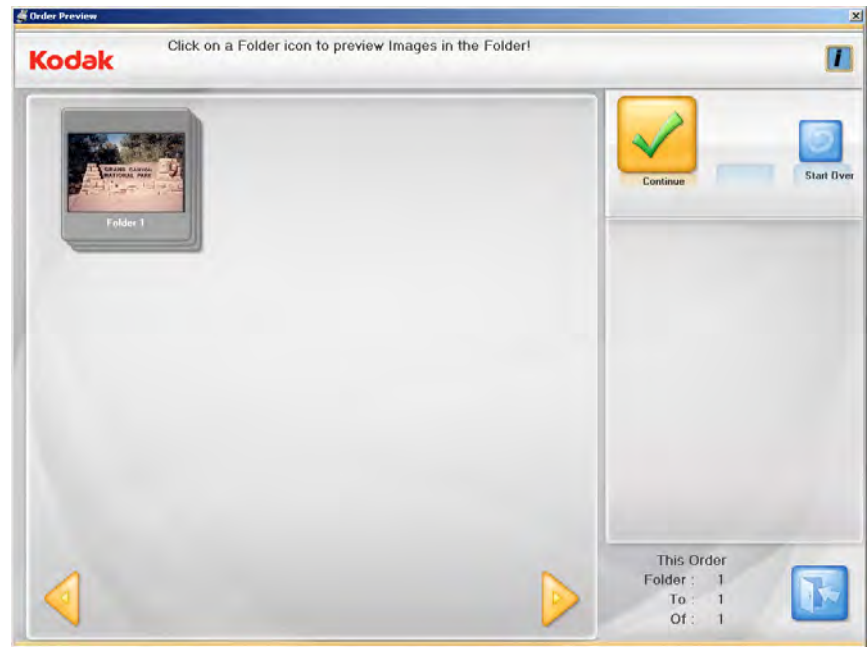 Order Preview
Kodak
Click on a Folder icon to preview Images in the Folder!
i
GRAND CANYON
NATIONAL PARK
Folder 1
Continue
Start Over
This Order
Folder : 1
To : 1
Of : 1